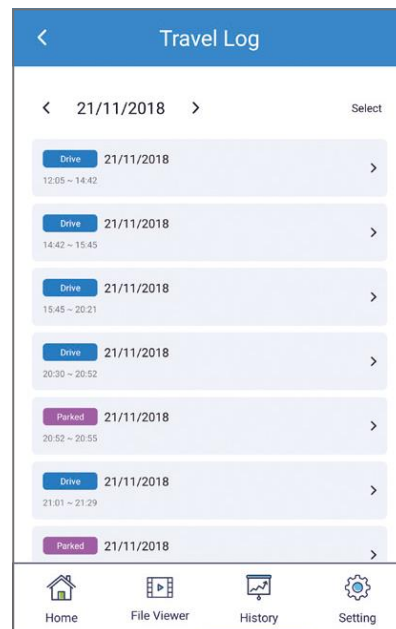 Travel Log
21/11/2018
Select
Drive 21/11/2018
12:05 ~ 14:42
Drive 21/11/2018
14:42 ~ 15:45
Drive 21/11/2018
15:45 ~ 20:21
Drive 21/11/2018
20:30 ~ 20:52
Parked 21/11/2018
20:52 ~ 20:55
Drive 21/11/2018
21:01 ~ 21:29
Parked 21/11/2018
Home File Viewer History Setting